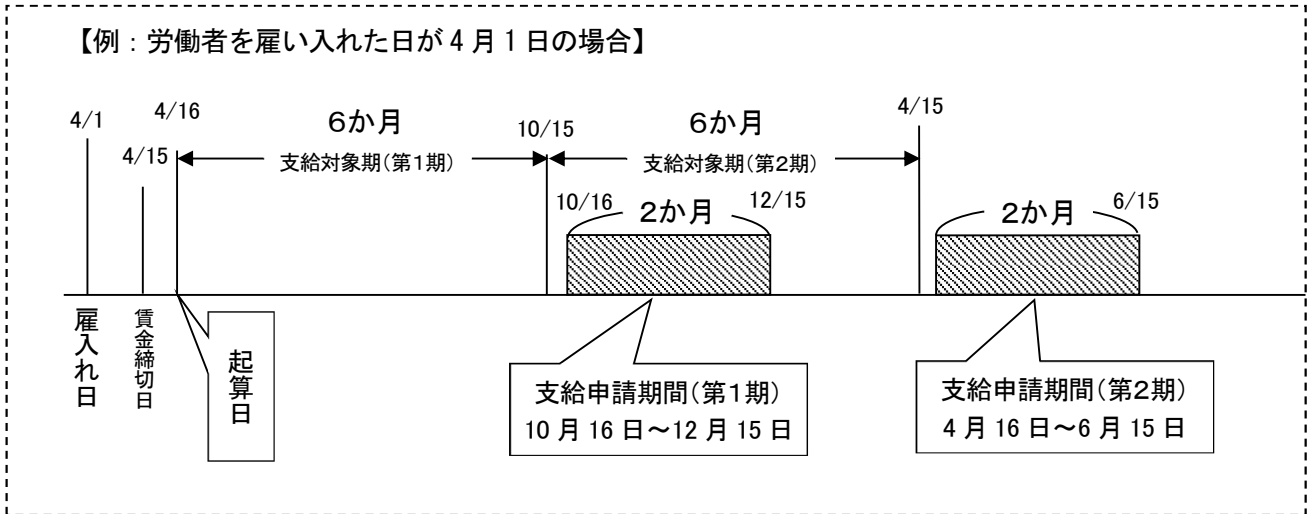 【例：労働者を雇い入れた日が4月1日の場合】
4/1
4/15
4/16
6か月
支給対象期(第1期)
10/15
6か月
支給対象期(第2期)
4/15
10/16
2か月
12/15
2か月
6/15
雇入れ日
賃金締切日
起算日
支給申請期間(第1期)
10月16日～12月15日
支給申請期間(第2期)
4月16日～6月15日